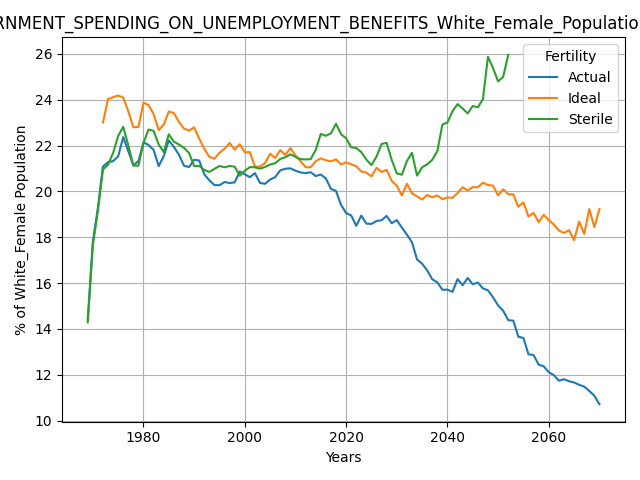 RNMENT_SPENDING_ON_UNEMPLOYMENT_BENEFITS_White_Female_Populatio
26
24
22
20
18
16
14
12
10
% of White_Female Population
1980
2000
2020
2040
2060
Years
Fertility
Actual
Ideal
Sterile